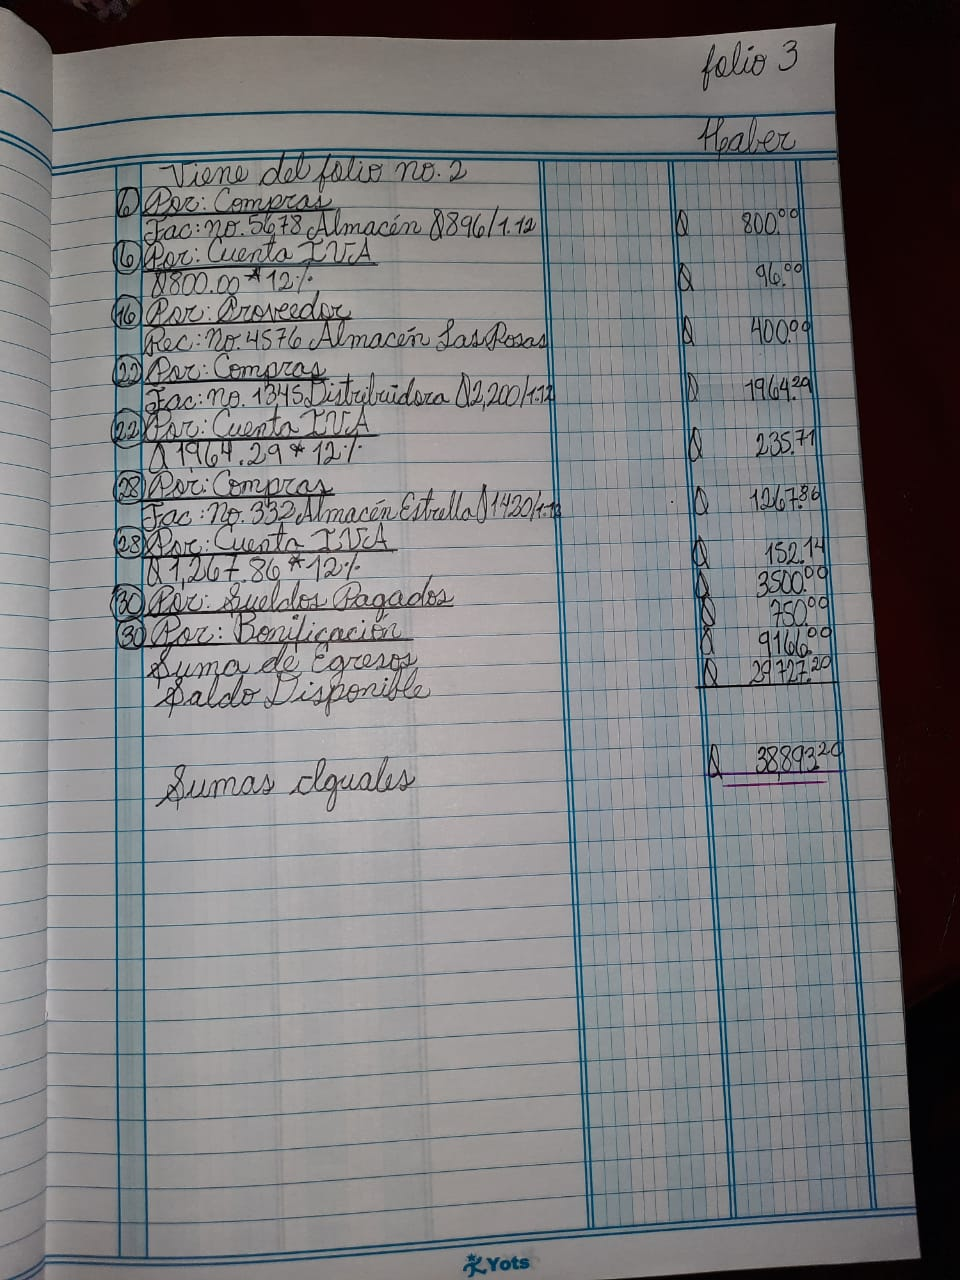 folio 3
Haber
Viene del folio no. 2
6 Por: Compras
Fac: no. 5678 Almacén Q896/1.12 Q 800.00
6 Por: Cuenta I.V.A
Q800.00 * 12% Q 96.00
16 Por: Proveedor
Rec: No. 4576 Almacén Las Rosas Q 400.00
22 Por: Compras
Fac: no. 1345 Distribuidora Q2,200/1.12 Q 1964.29
22 Por: Cuenta I.V.A
Q 1,964.29 * 12% Q 235.71
28 Por: Compras
Fac: No. 332 Almacén Estrella Q1420/1.12 Q 1267.86
28 Por: Cuenta I.V.A
Q 1,267.86 * 12% Q 152.14
30 Por: Sueldos Pagados Q 3500.00
30 Por: Bonificación Q 750.00
Suma de Egresos Q 9166.00
Saldo Disponible Q 29727.20
Sumas Iguales Q 38,893.20
Yots